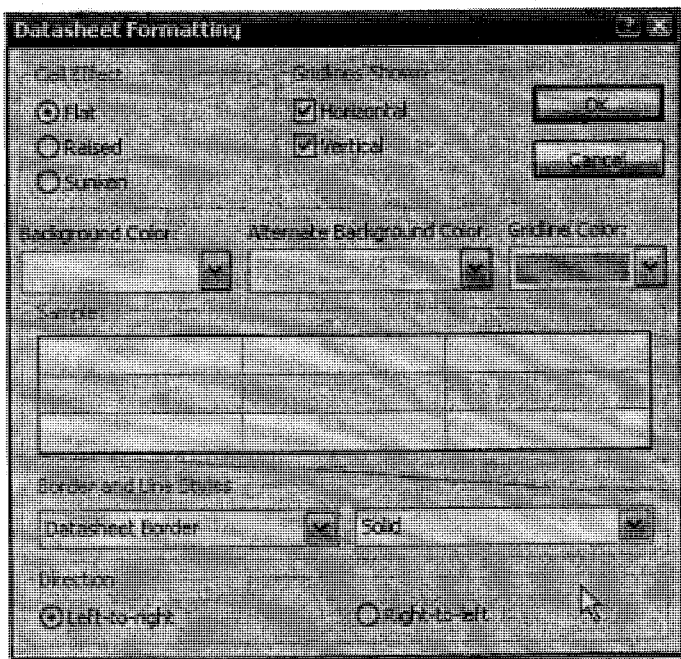 Datasheet Formatting
Cell Effect
Gridlines Shown
Flat
Horizontal
OK
Raised
Vertical
Cancel
Sunken
Background Color:
Alternate Background Color:
Gridline Color:
Sample:
Border and Line Styles
Datasheet Border
Solid
Direction
Left-to-right
Right-to-left